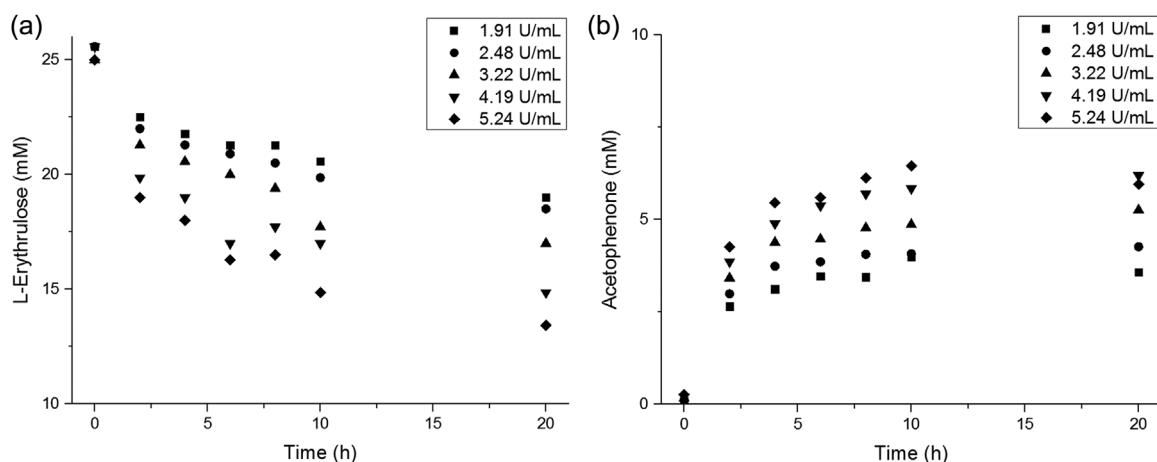 (a)
1.91 U/mL
2.48 U/mL
3.22 U/mL
4.19 U/mL
5.24 U/mL
25
20
15
10
L-Erythrulose (mM)
0
5
10
15
20
Time (h)
(b)
1.91 U/mL
2.48 U/mL
3.22 U/mL
4.19 U/mL
5.24 U/mL
10
5
0
Acetophenone (mM)
0
5
10
15
20
Time (h)